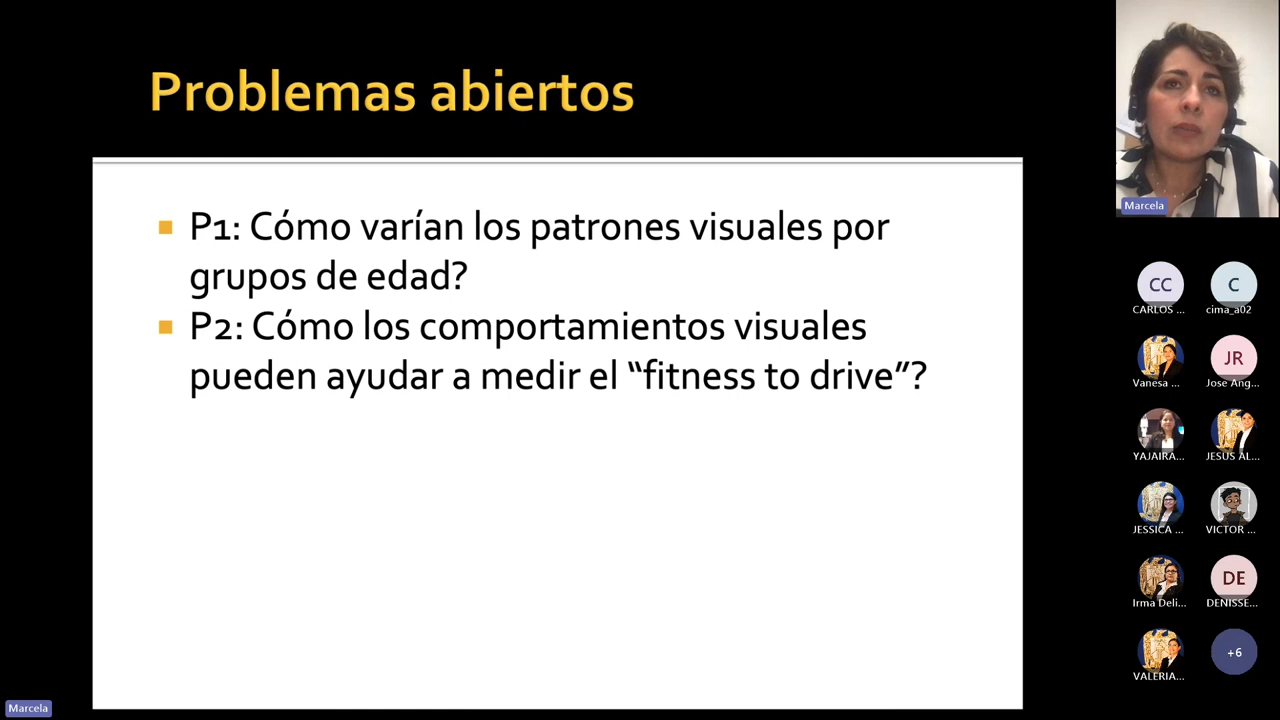 Problemas abiertos
P1: Cómo varían los patrones visuales por
grupos de edad?
P2: Cómo los comportamientos visuales
pueden ayudar a medir el “fitness to drive”?
Marcela
CC
C
CARLOS ...
cima_a02
JR
Vanesa ...
Jose Ang...
YAJAIRA...
JESUS AL...
JESSICA ...
VICTOR ...
DE
Irma Deli...
DENISSE...
+6
VALERIA...
Marcela